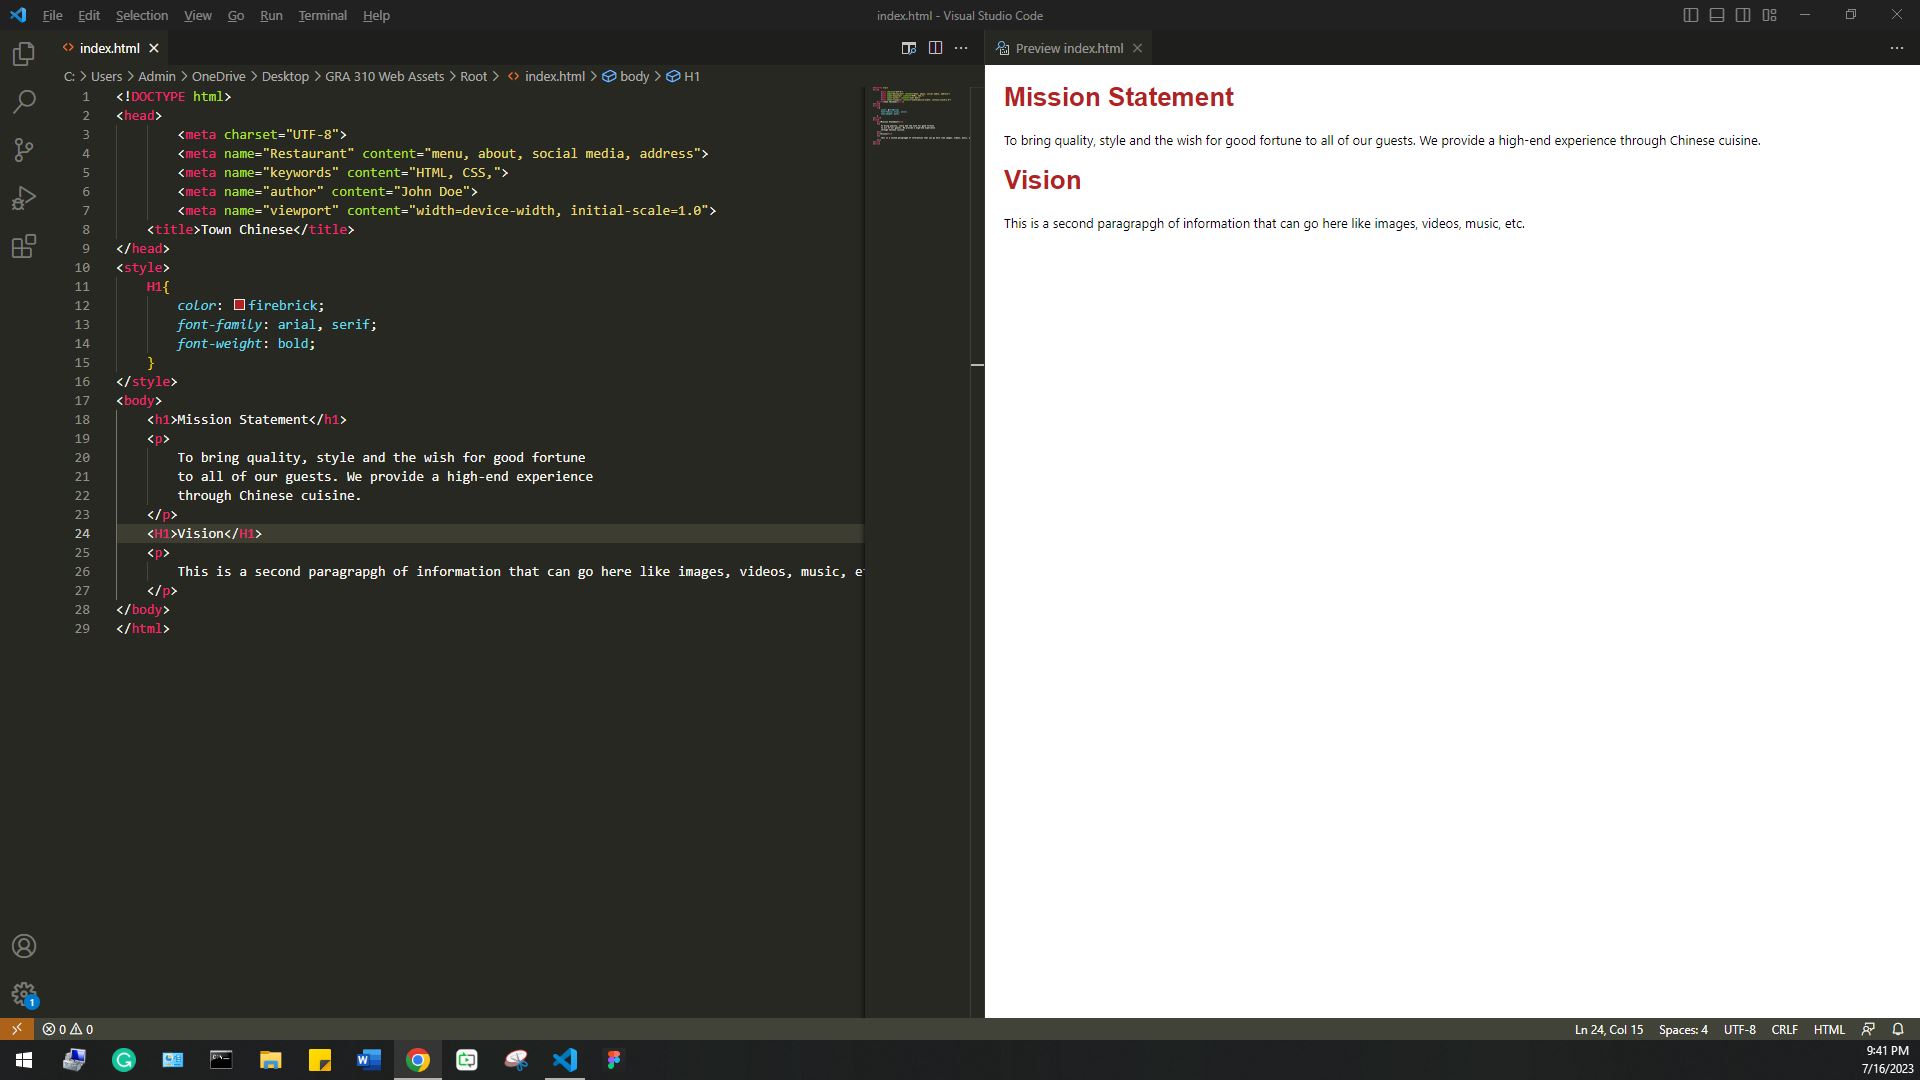 File Edit Selection View Go Run Terminal Help
index.html - Visual Studio Code
index.html
Preview index.html
C: > Users > Admin > OneDrive > Desktop > GRA 310 Web Assets > Root > index.html > body > H1
1 <!DOCTYPE html>
2 <head>
3 <meta charset="UTF-8">
4 <meta name="Restaurant" content="menu, about, social media, address">
5 <meta name="keywords" content="HTML, CSS,">
6 <meta name="author" content="John Doe">
7 <meta name="viewport" content="width=device-width, initial-scale=1.0">
8 <title>Town Chinese</title>
9 </head>
10 <style>
11 H1{
12 color: firebrick;
13 font-family: arial, serif;
14 font-weight: bold;
15 }
16 </style>
17 <body>
18 <h1>Mission Statement</h1>
19 <p>
20 To bring quality, style and the wish for good fortune
21 to all of our guests. We provide a high-end experience
22 through Chinese cuisine.
23 </p>
24 <H1>Vision</H1>
25 <p>
26 This is a second paragrapgh of information that can go here like images, videos, music, et
27 </p>
28 </body>
29 </html>
Mission Statement
To bring quality, style and the wish for good fortune to all of our guests. We provide a high-end experience through Chinese cuisine.
Vision
This is a second paragrapgh of information that can go here like images, videos, music, etc.
1
0 0
Ln 24, Col 15 Spaces: 4 UTF-8 CRLF HTML
9:41 PM
7/16/2023